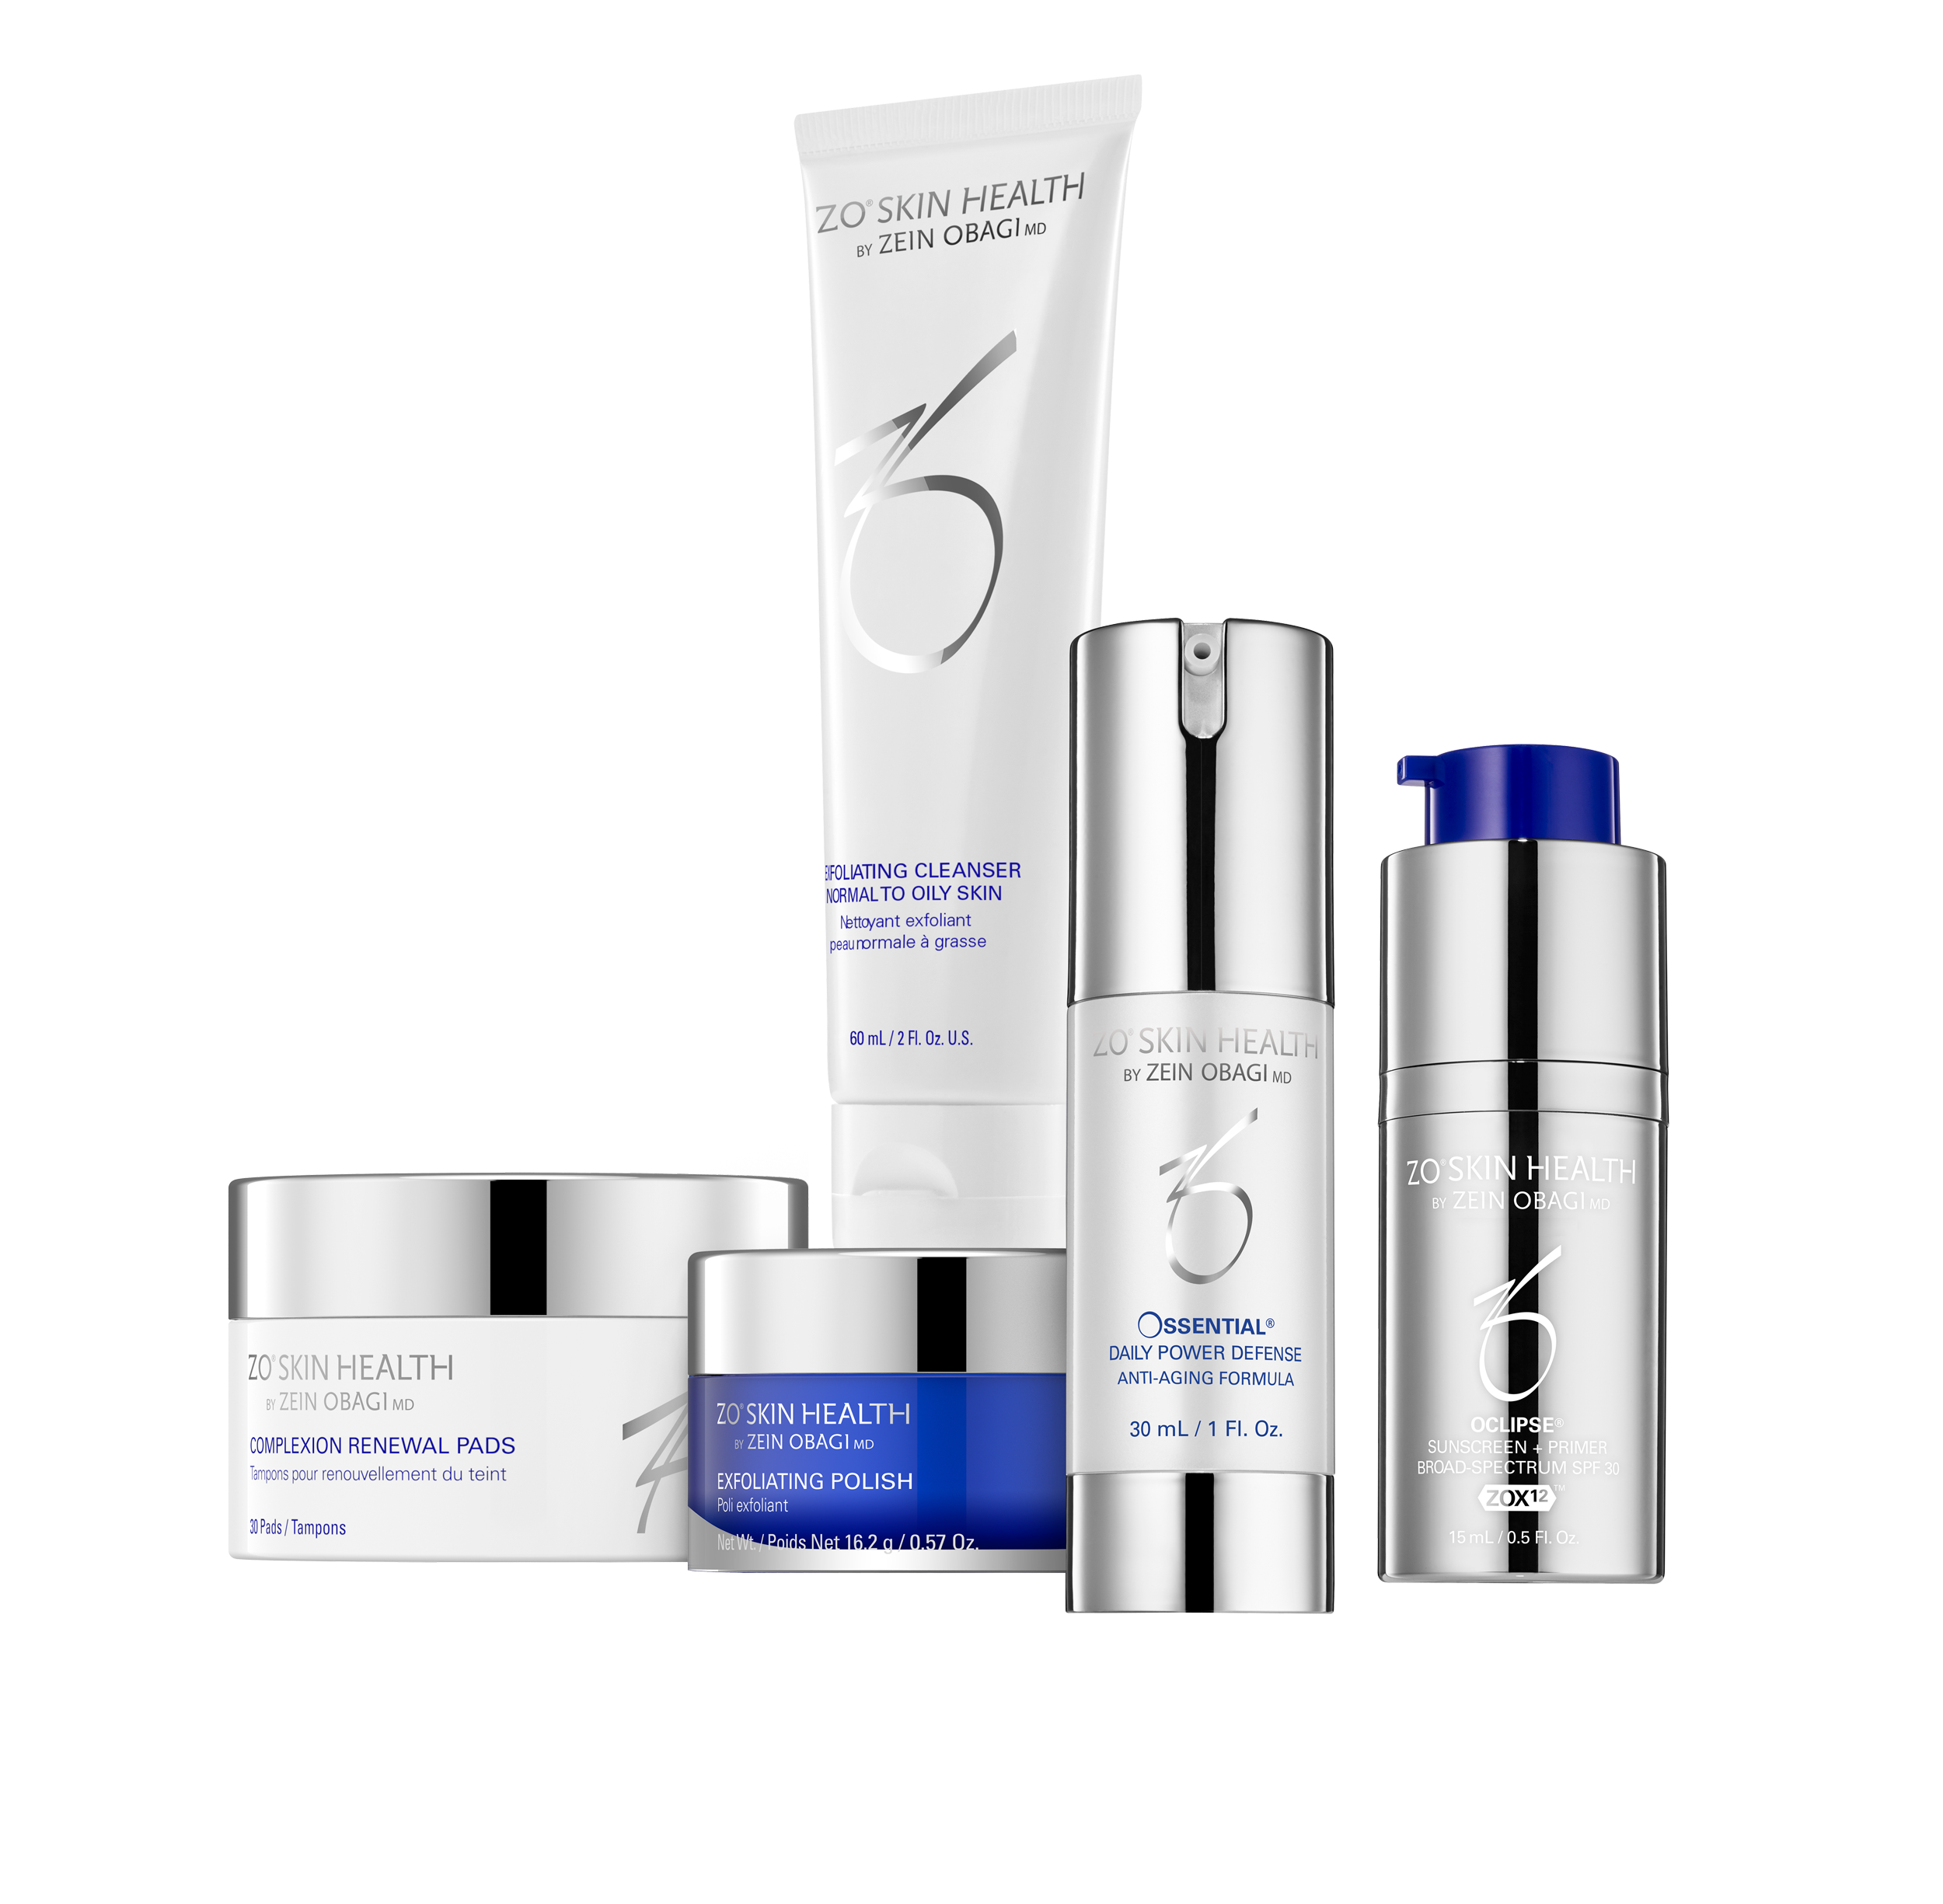 ZO® SKIN HEALTH
BY ZEIN OBAGI MD
EXFOLIATING CLEANSER
NORMAL TO OILY SKIN
Nettoyant exfoliant
peau normale à grasse
60 mL / 2 Fl. Oz. U.S.
ZO® SKIN HEALTH
BY ZEIN OBAGI MD
COMPLEXION RENEWAL PADS
Tampons pour renouvellement du teint
30 Pads / Tampons
ZO® SKIN HEALTH
BY ZEIN OBAGI MD
EXFOLIATING POLISH
Poli exfoliant
Net Wt. / Poids Net 16.2 g / 0.57 Oz.
ZO® SKIN HEALTH
BY ZEIN OBAGI MD
OSSENTIAL®
DAILY POWER DEFENSE
ANTI-AGING FORMULA
30 mL / 1 Fl. Oz.
ZO® SKIN HEALTH
BY ZEIN OBAGI MD
OCLIPSE®
SUNSCREEN + PRIMER
BROAD-SPECTRUM SPF 30
ZOX12™
15 mL / 0.5 Fl. Oz.